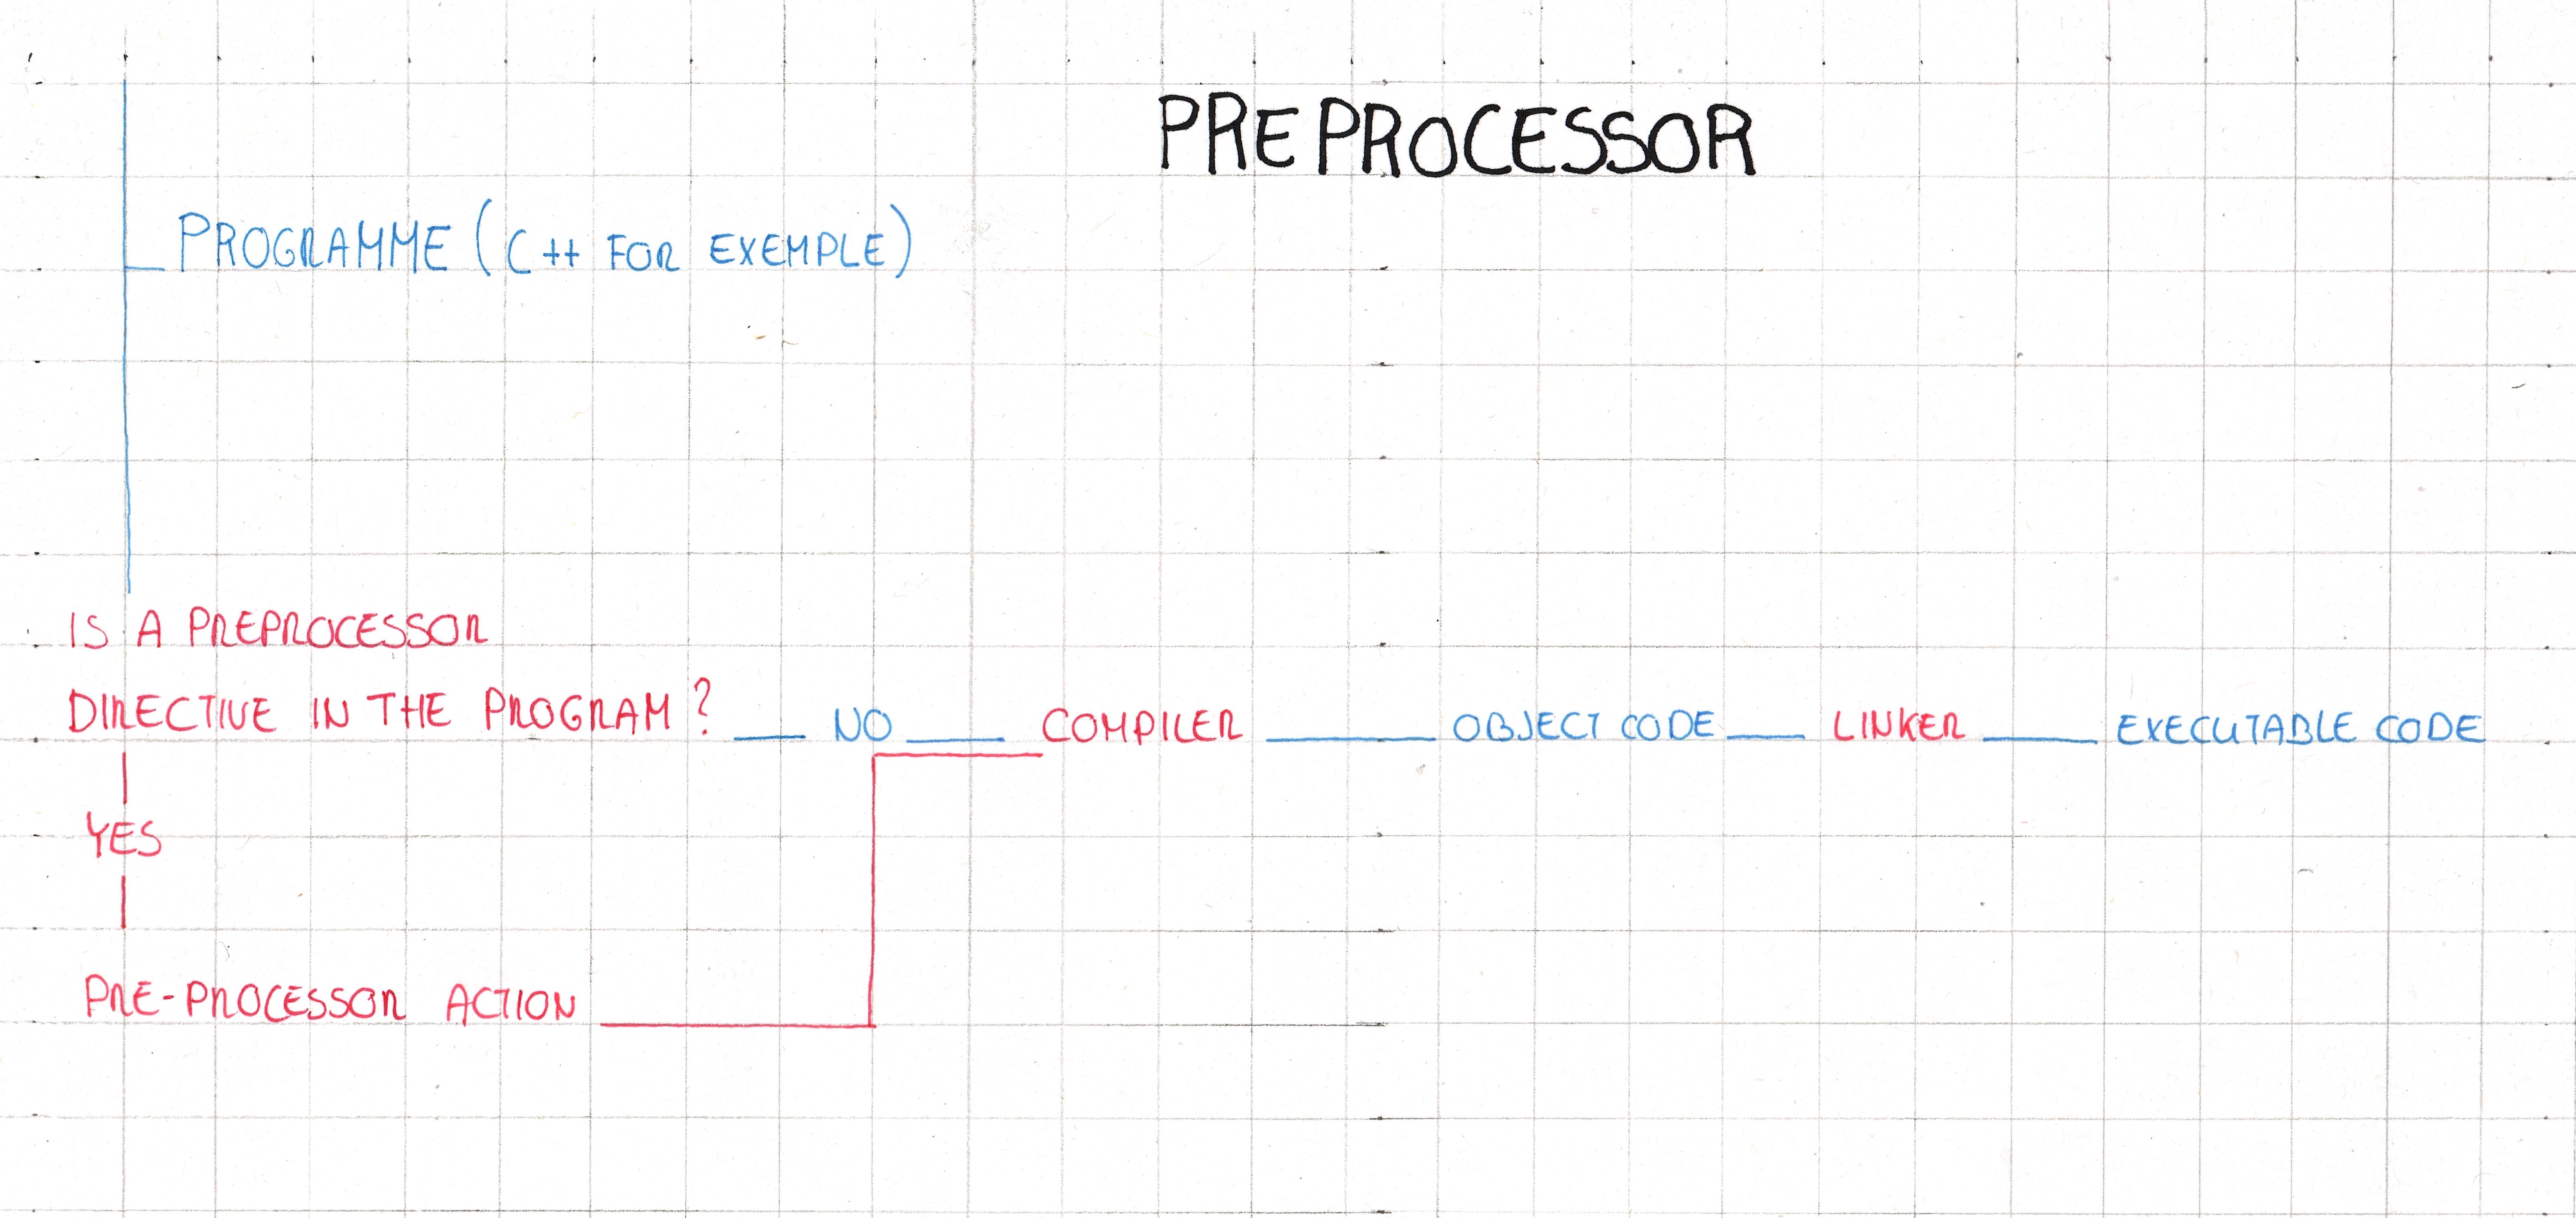 PREPROCESSOR
PROGRAMME (C++ FOR EXEMPLE)
IS A PREPROCESSOR
DIRECTIVE IN THE PROGRAM? NO COMPILER OBJECT CODE LINKER EXECUTABLE CODE
YES
PRE-PROCESSOR ACTION